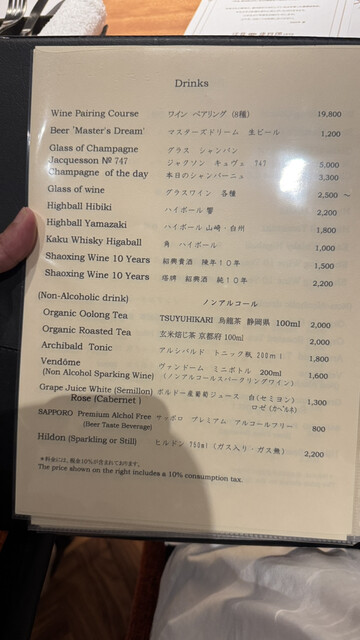 Drinks
Wine Pairing Course ワイン ペアリング (8種) 19,800
Beer 'Master's Dream' マスターズドリーム 生ビール 1,200
Glass of Champagne グラス シャンパン
Jacquesson № 747 ジャクソン キュヴェ 747 5,000
Champagne of the day 本日のシャンパーニュ 3,300
Glass of wine グラスワイン 各種 2,500 ~
Highball Hibiki ハイボール 響 2,200
Highball Yamazaki ハイボール 山崎・白州 1,800
Kaku Whisky Higaball 角 ハイボール 1,000
Shaoxing Wine 10 Years 紹興貴酒 陳年10年 1,500
Shaoxing Wine 10 Years 塔牌 紹興酒 純10年 2,200
(Non-Alcoholic drink) ノンアルコール
Organic Oolong Tea TSUYUHIKARI 烏龍茶 静岡県 100ml 2,000
Organic Roasted Tea 玄米焙じ茶 京都府 100ml 2,000
Archibald Tonic アルシバルド トニック瓶 200ml 1,800
Vendôme ヴァンドーム ミニボトル 200ml 1,600
(Non Alcohol Sparking Wine) (ノンアルコールスパークリングワイン)
Grape Juice White (Semillon) ボルドー産葡萄ジュース 白(セミヨン) 1,300
Rose (Cabernet) ロゼ (カベルネ)
SAPPORO Premium Alchol Free サッポロ プレミアム アルコールフリー 800
(Beer Taste Beverage)
Hildon (Sparkling or Still) ヒルドン 750ml (ガス入り・ガス無) 2,200
*料金には、税金10%が含まれております。
The price shown on the right includes a 10% consumption tax.